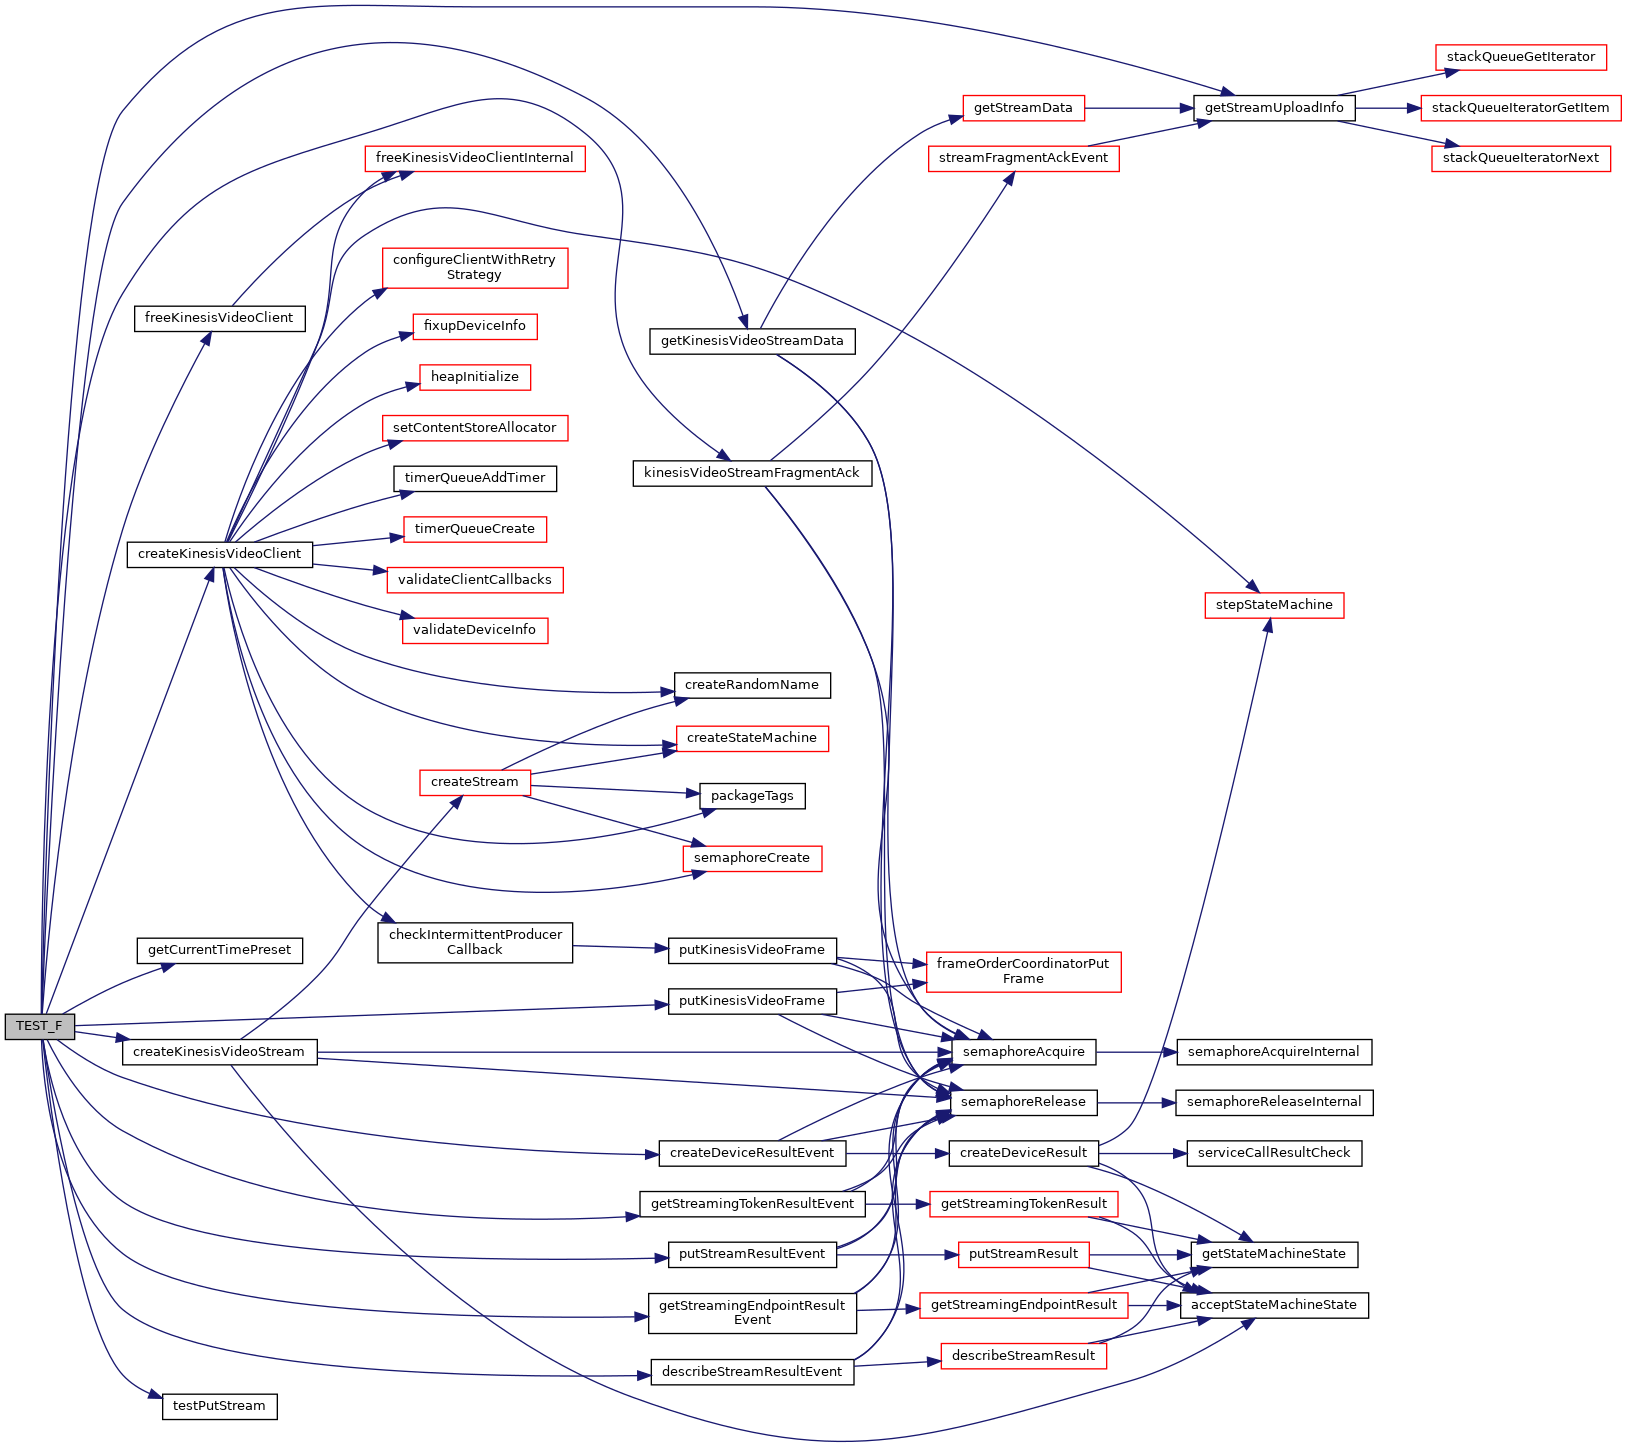 stackQueueGetIterator
getStreamData
getStreamUploadInfo
stackQueueIteratorGetItem
freeKinesisVideoClientInternal
streamFragmentAckEvent
stackQueueIteratorNext
configureClientWithRetry
Strategy
freeKinesisVideoClient
fixupDeviceInfo
getKinesisVideoStreamData
heapInitialize
setContentStoreAllocator
timerQueueAddTimer
kinesisVideoStreamFragmentAck
timerQueueCreate
createKinesisVideoClient
validateClientCallbacks
stepStateMachine
validateDeviceInfo
createRandomName
createStateMachine
createStream
packageTags
semaphoreCreate
checkIntermittentProducer
Callback
getCurrentTimePreset
putKinesisVideoFrame
frameOrderCoordinatorPut
Frame
putKinesisVideoFrame
TEST_F
createKinesisVideoStream
semaphoreAcquire
semaphoreAcquireInternal
semaphoreRelease
semaphoreReleaseInternal
createDeviceResultEvent
createDeviceResult
serviceCallResultCheck
getStreamingTokenResultEvent
getStreamingTokenResult
putStreamResultEvent
putStreamResult
getStateMachineState
getStreamingEndpointResult
Event
getStreamingEndpointResult
acceptStateMachineState
describeStreamResultEvent
describeStreamResult
testPutStream